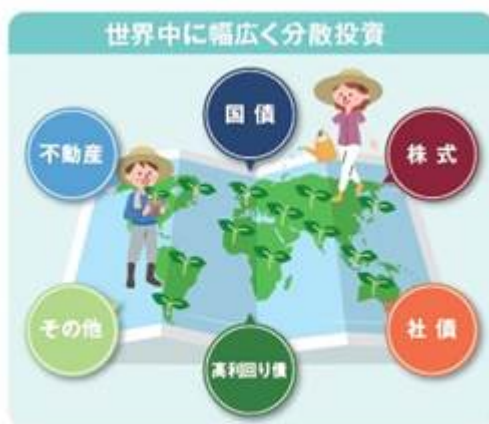 世界中に幅広く分散投資
国債
不動産
株式
その他
社債
高利回り債